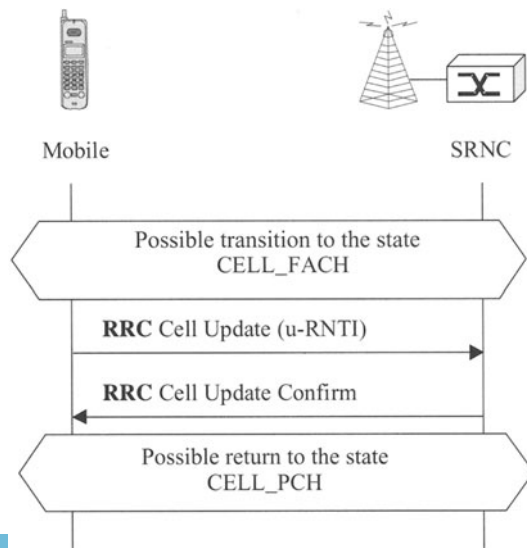 Mobile
SRNC
Possible transition to the state
CELL_FACH
RRC Cell Update (u-RNTI)
RRC Cell Update Confirm
Possible return to the state
CELL_PCH